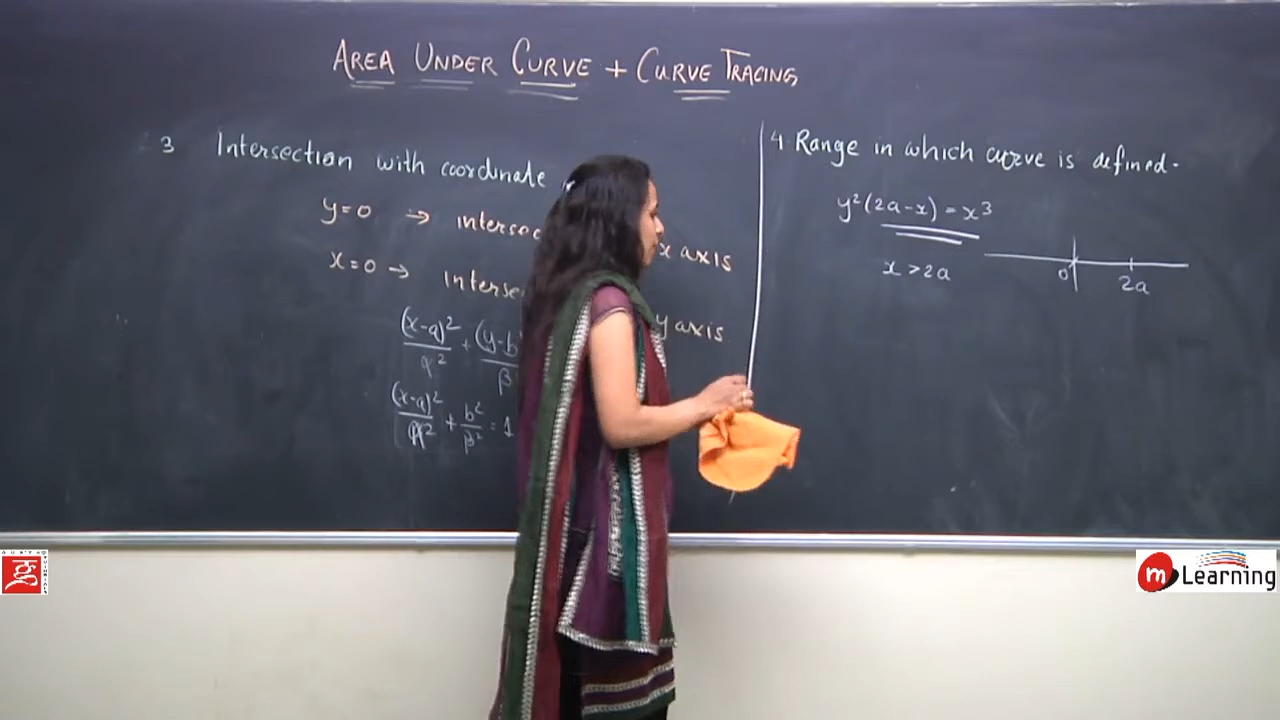 AREA UNDER CURVE + CURVE TRACING
3 Intersection with coordinate
y=0 → intersec x axis
x=0 → interse y axis
(x-a)²/α² + (y-b
β
(x-a)²/α² + b²/β² = 1
4. Range in which curve is defined.
y²(2a-x) = x³
x > 2a
0 2a
m Learning